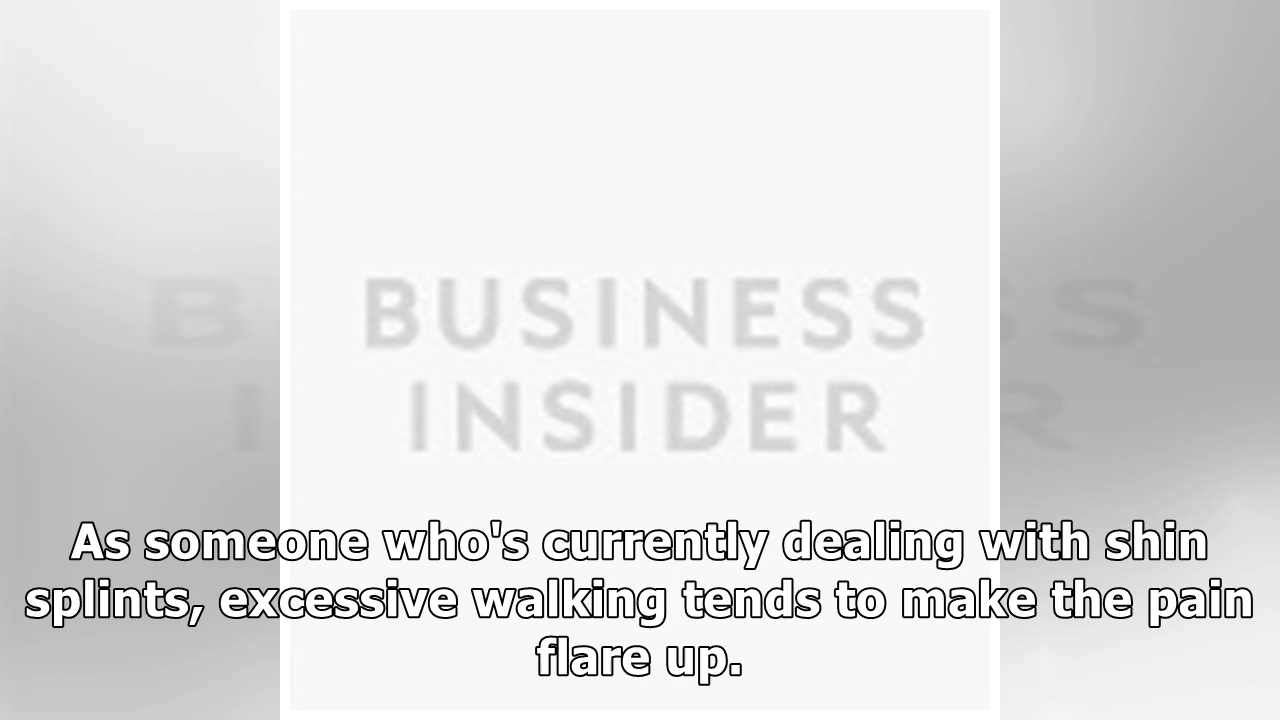 BUSINESS
INSIDER
As someone who's currently dealing with shin
splints, excessive walking tends to make the pain
flare up.